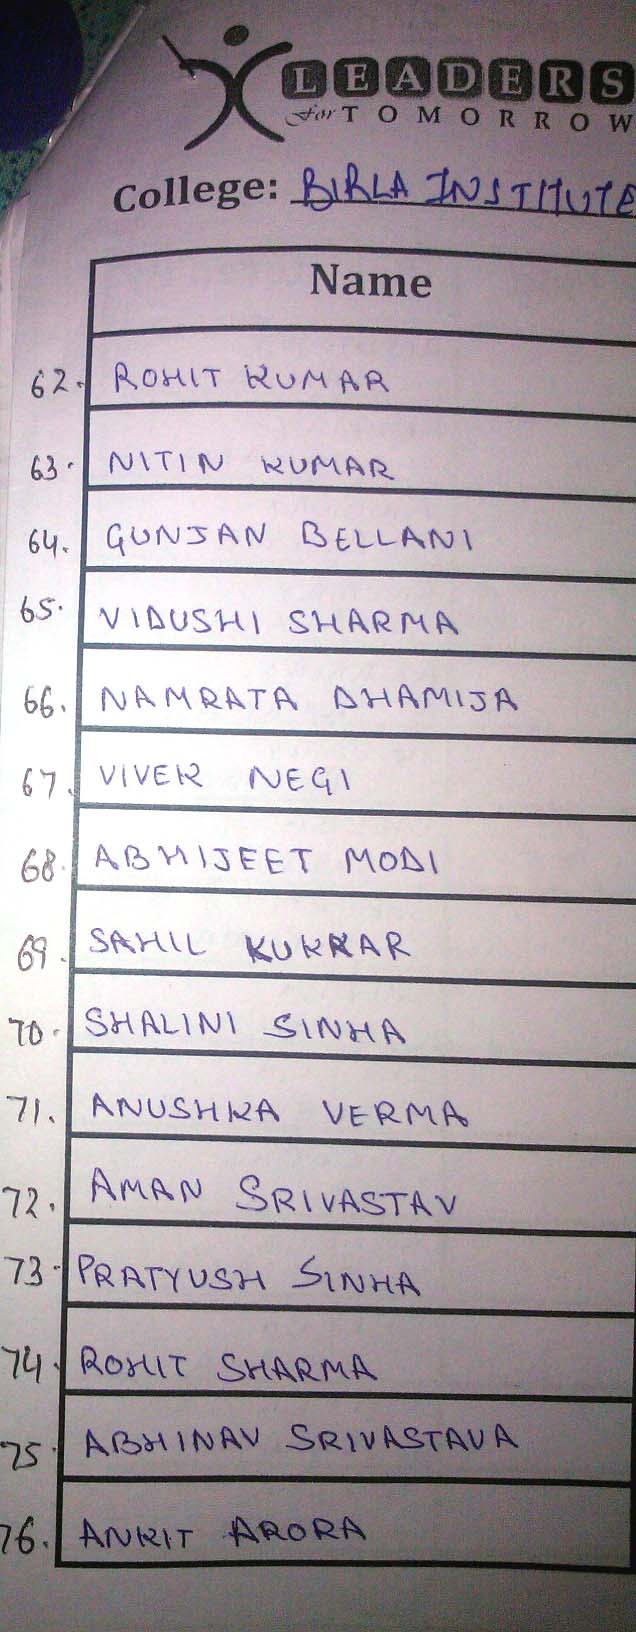 LEADERS
for TOMORROW
College: BIRLA INSTITUTE
Name
62. ROHIT KUMAR
63. NITIN KUMAR
64. GUNJAN BELLANI
65. VIDUSHI SHARMA
66. NAMRATA DHAMIJA
67. VIVEK NEGI
68. ABHIJEET MODI
69. SAHIL KUKKAR
70. SHALINI SINHA
71. ANUSHKA VERMA
72. AMAN SRIVASTAV
73. PRATYUSH SINHA
74. ROHIT SHARMA
75. ABHINAV SRIVASTAVA
76. ANKIT ARORA